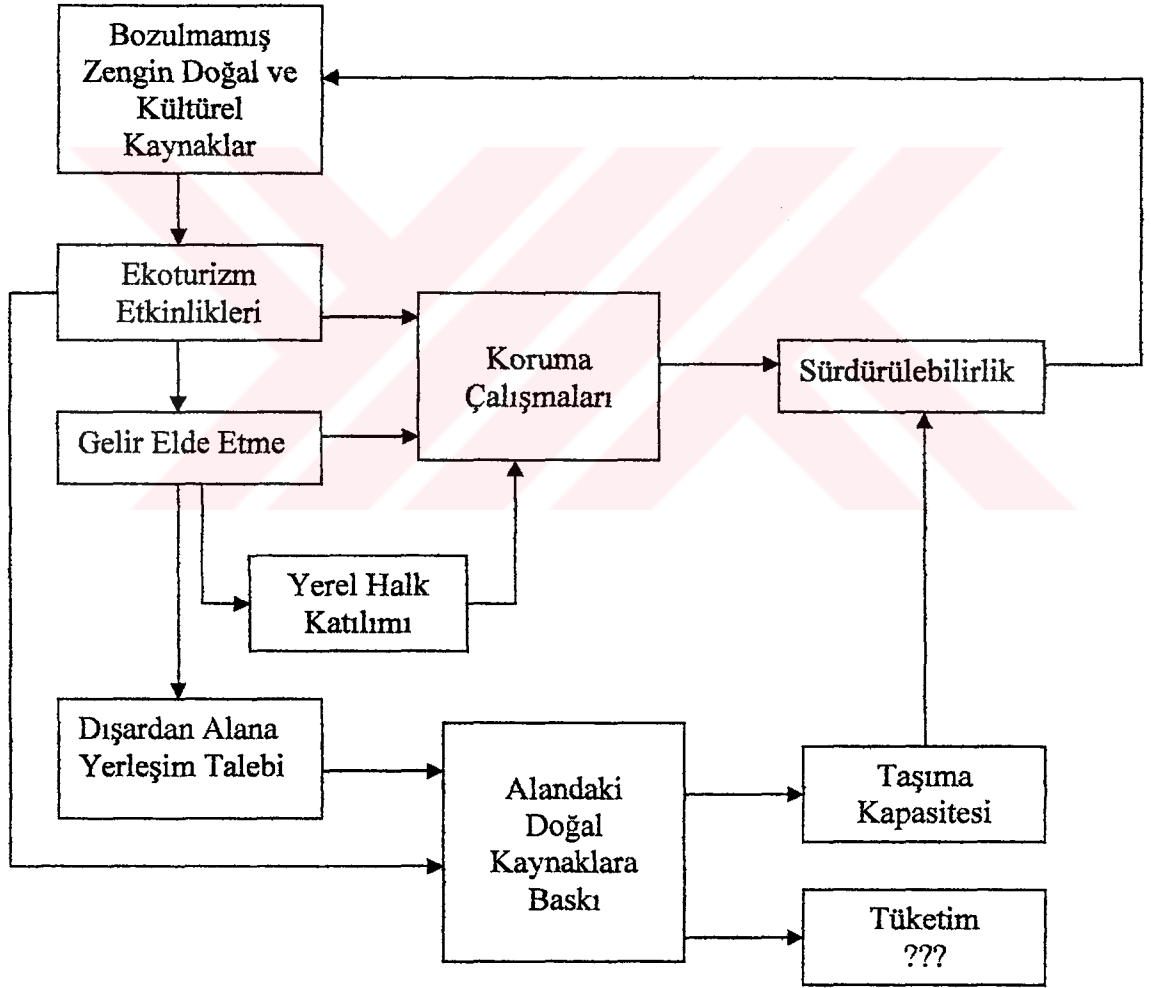 Bozulmamış
Zengin Doğal ve
Kültürel
Kaynaklar
Ekoturizm
Etkinlikleri
Koruma
Çalışmaları
Sürdürülebilirlik
Gelir Elde Etme
Yerel Halk
Katılımı
Dışardan Alana
Yerleşim Talebi
Alandaki
Doğal
Kaynaklara
Baskı
Taşıma
Kapasitesi
Tüketim
???